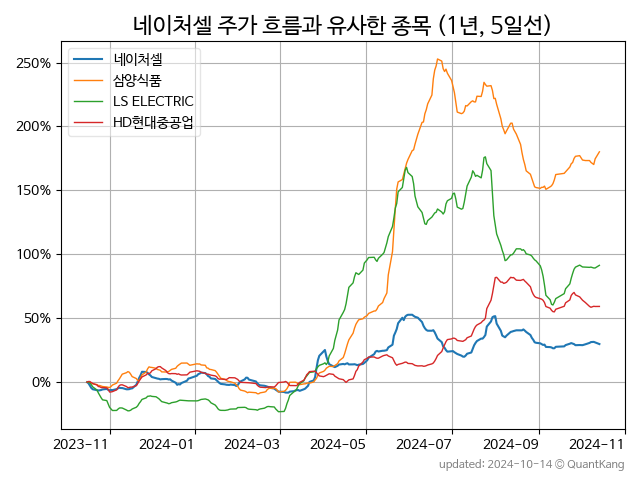 네이처셀 주가 흐름과 유사한 종목 (1년, 5일선)
네이처셀
삼양식품
LS ELECTRIC
HD현대중공업
250%
200%
150%
100%
50%
0%
2023-11 2024-01 2024-03 2024-05 2024-07 2024-09 2024-11
updated: 2024-10-14 © QuantKang